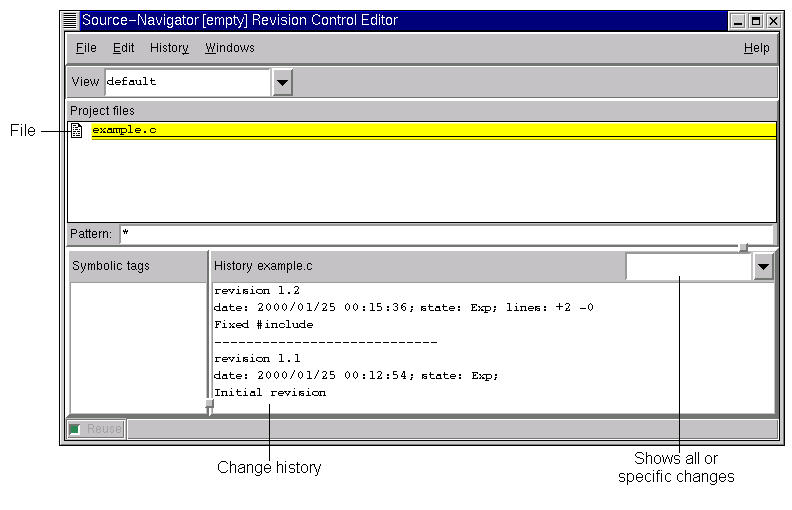 Source-Navigator [empty] Revision Control Editor
File Edit History Windows Help
View default
Project files
File example.c
Pattern: *
Symbolic tags History example.c
revision 1.2
date: 2000/01/25 00:15:36; state: Exp; lines: +2 -0
Fixed #include
----------------------------
revision 1.1
date: 2000/01/25 00:12:54; state: Exp;
Initial revision
Reuse
Change history
Shows all or
specific changes